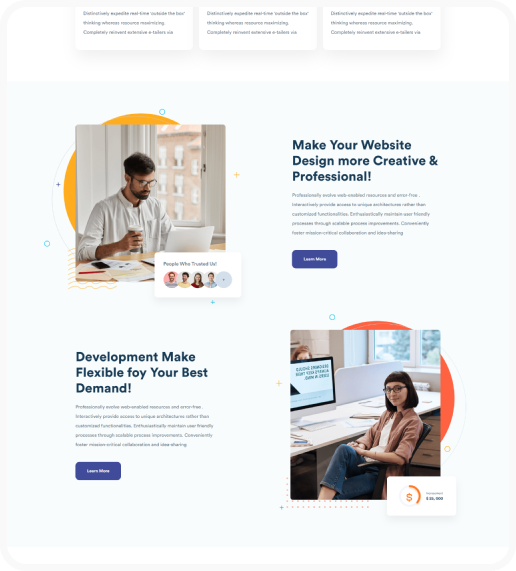 Distinctively expedite real-time 'outside the box'
thinking whereas resource maximizing.
Completely reinvent extensive e-tailers via
Distinctively expedite real-time 'outside the box'
thinking whereas resource maximizing.
Completely reinvent extensive e-tailers via
Distinctively expedite real-time 'outside the box'
thinking whereas resource maximizing.
Completely reinvent extensive e-tailers via
Make Your Website
Design more Creative &
Professional!
Professionally evolve web-enabled resources and error-free .
Interactively provide access to unique architectures rather than
customized functionalities. Enthusiastically maintain user friendly
processes through scalable process improvements. Conveniently
foster mission-critical collaboration and idea-sharing
Learn More
People Who Trusted Us!
+
Development Make
Flexible foy Your Best
Demand!
Professionally evolve web-enabled resources and error-free .
Interactively provide access to unique architectures rather than
customized functionalities. Enthusiastically maintain user friendly
processes through scalable process improvements. Conveniently
foster mission-critical collaboration and idea-sharing
Learn More
$
$ 25, 000